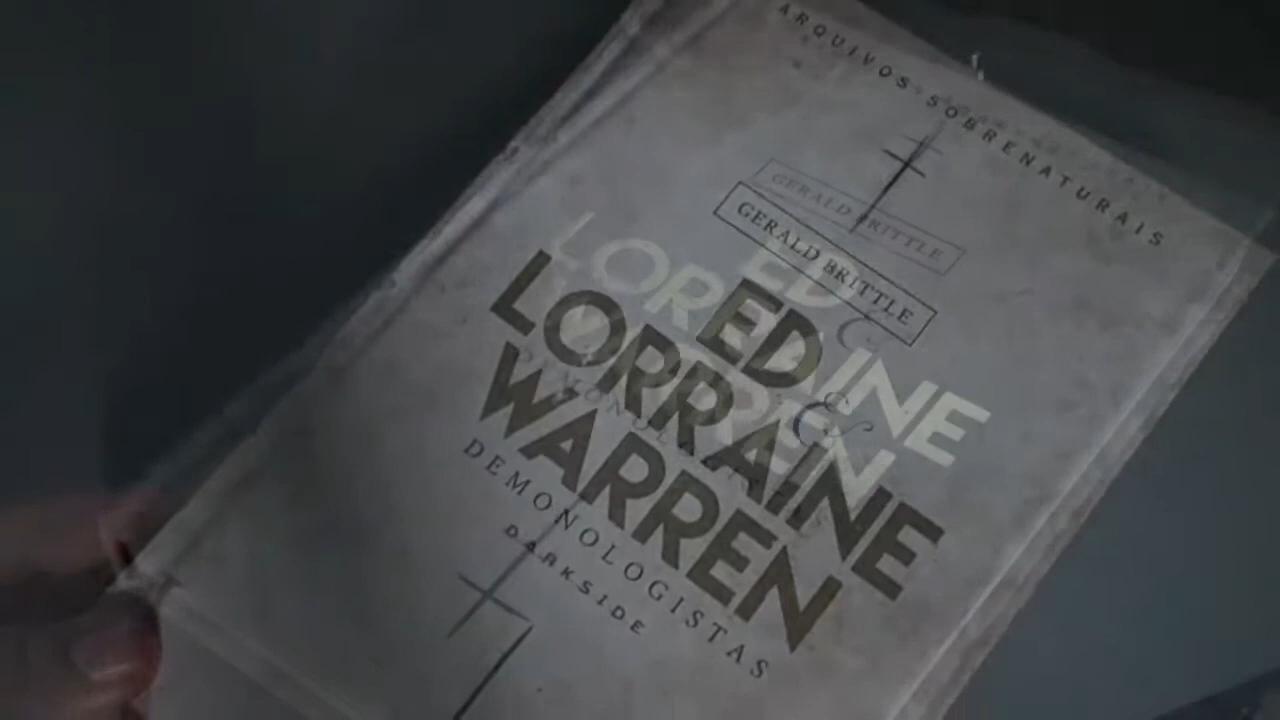 ARQUIVOS SOBRENATURAIS
GERALD BRITTLE
ED &
LORRAINE
WARREN
DEMONOLOGISTAS
DARKSIDE